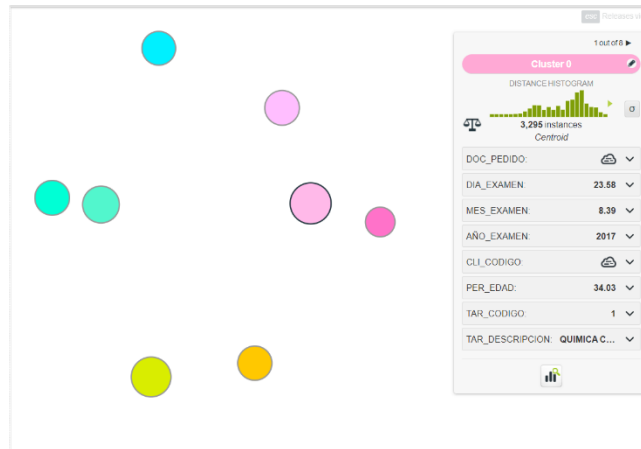 esc
1 out of 8 ▶
Cluster 0
DISTANCE HISTOGRAM
σ
3,295 instances
Centroid
DOC_PEDIDO:
DIA_EXAMEN: 23.58
MES_EXAMEN: 8.39
AÑO_EXAMEN: 2017
CLI_CODIGO:
PER_EDAD: 34.03
TAR_CODIGO: 1
TAR_DESCRIPCION: QUIMICA C...